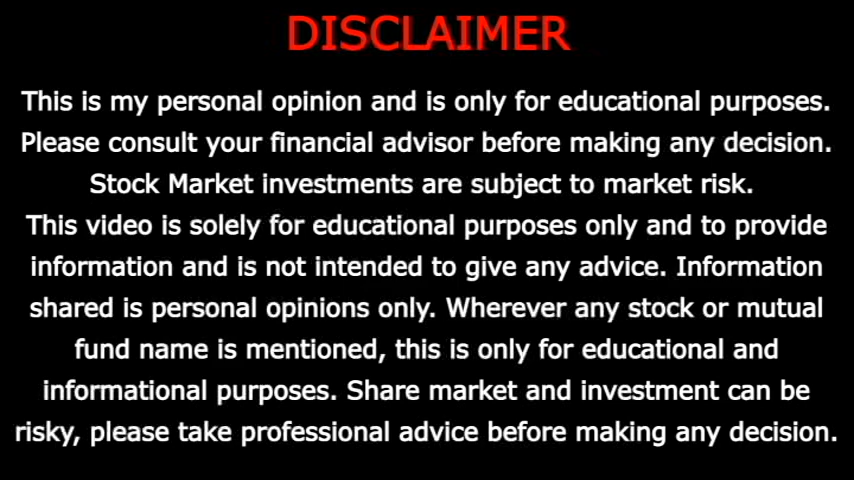 DISCLAIMER
This is my personal opinion and is only for educational purposes.
Please consult your financial advisor before making any decision.
Stock Market investments are subject to market risk.
This video is solely for educational purposes only and to provide
information and is not intended to give any advice. Information
shared is personal opinions only. Wherever any stock or mutual
fund name is mentioned, this is only for educational and
informational purposes. Share market and investment can be
risky, please take professional advice before making any decision.